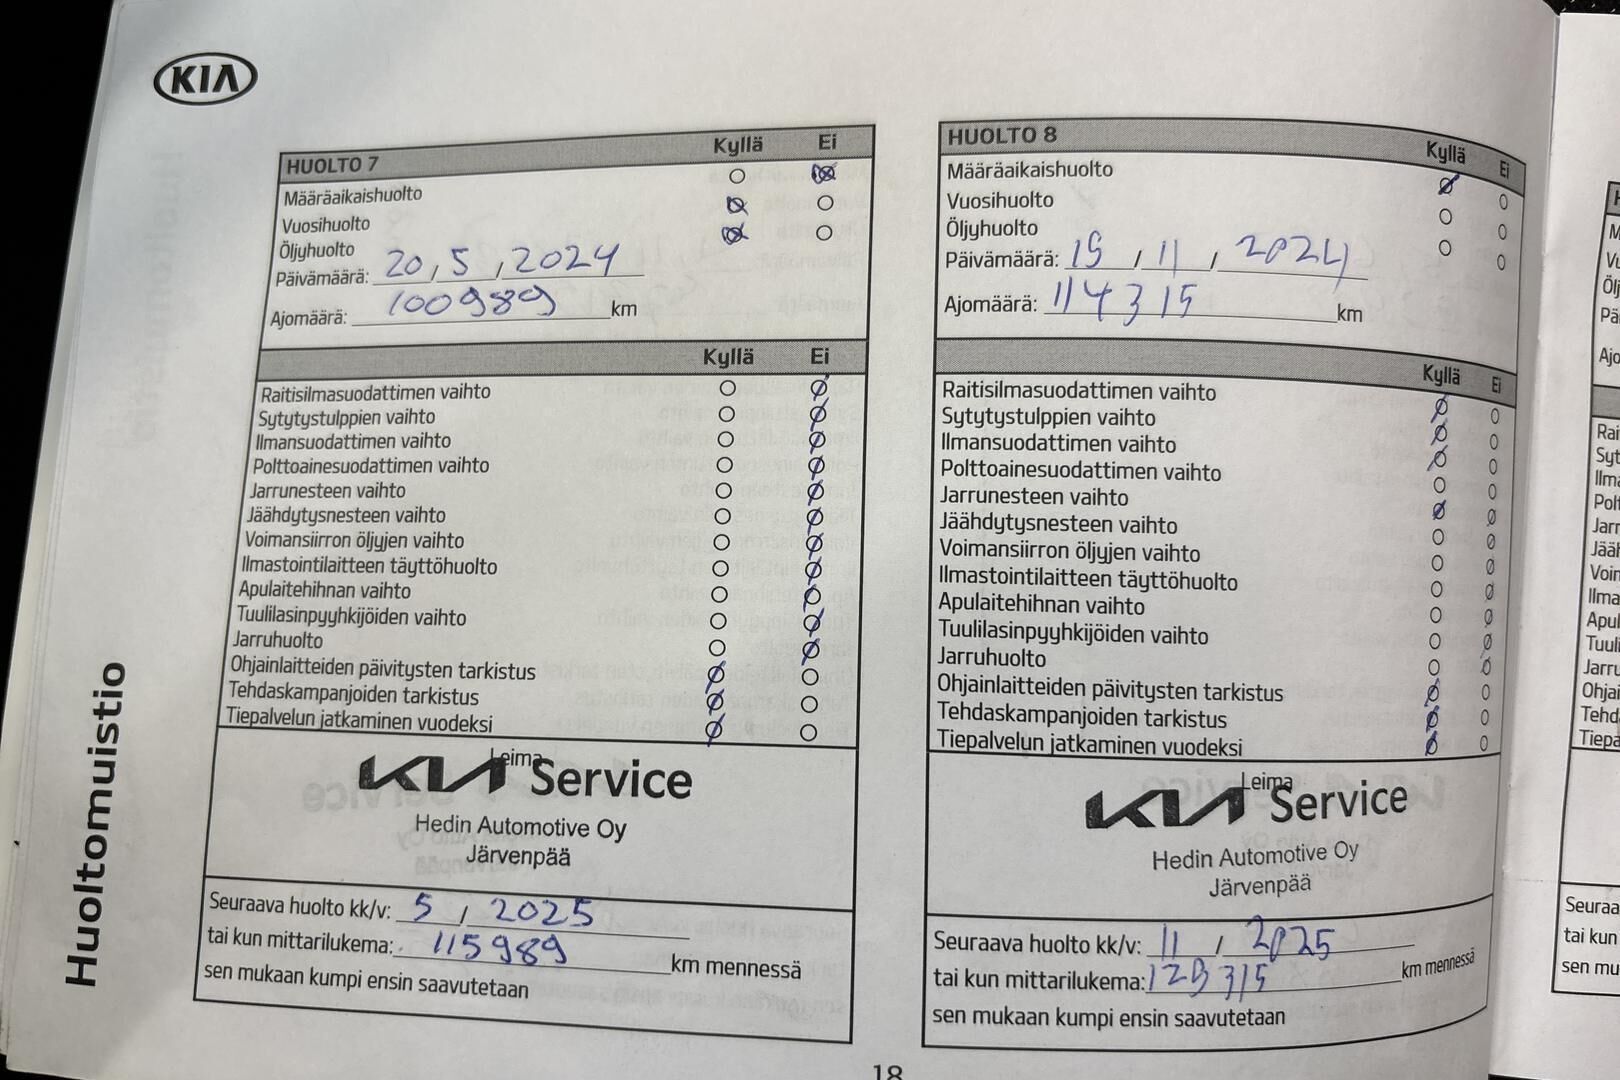 KIA
HUOLTO 7 Kyllä Ei
Määräaikaishuolto
Vuosihuolto
Öljyhuolto
Päivämäärä: 20, 5, 2024
Ajomäärä: 100989 km
Kyllä Ei
Raitisilmasuodattimen vaihto
Sytytystulppien vaihto
Ilmansuodattimen vaihto
Polttoainesuodattimen vaihto
Jarrunesteen vaihto
Jäähdytysnesteen vaihto
Voimansiirron öljyjen vaihto
Ilmastointilaitteen täyttöhuolto
Apulaitehihnan vaihto
Tuulilasinpyyhkijöiden vaihto
Jarruhuolto
Ohjainlaitteiden päivitysten tarkistus
Tehdaskampanjoiden tarkistus
Tiepalvelun jatkaminen vuodeksi
Leima
KIA Service
Hedin Automotive Oy
Järvenpää
Seuraava huolto kk/v: 5 / 2025
tai kun mittarilukema: 115989 km mennessä
sen mukaan kumpi ensin saavutetaan
HUOLTO 8 Kyllä Ei
Määräaikaishuolto
Vuosihuolto
Öljyhuolto
Päivämäärä: 19 / 11 / 2024
Ajomäärä: 114315 km
Kyllä Ei
Raitisilmasuodattimen vaihto
Sytytystulppien vaihto
Ilmansuodattimen vaihto
Polttoainesuodattimen vaihto
Jarrunesteen vaihto
Jäähdytysnesteen vaihto
Voimansiirron öljyjen vaihto
Ilmastointilaitteen täyttöhuolto
Apulaitehihnan vaihto
Tuulilasinpyyhkijöiden vaihto
Jarruhuolto
Ohjainlaitteiden päivitysten tarkistus
Tehdaskampanjoiden tarkistus
Tiepalvelun jatkaminen vuodeksi
Leima
KIA Service
Hedin Automotive Oy
Järvenpää
Seuraava huolto kk/v: 11 / 2025
tai kun mittarilukema: 129315 km mennessä
sen mukaan kumpi ensin saavutetaan
Huoltomuistio
18